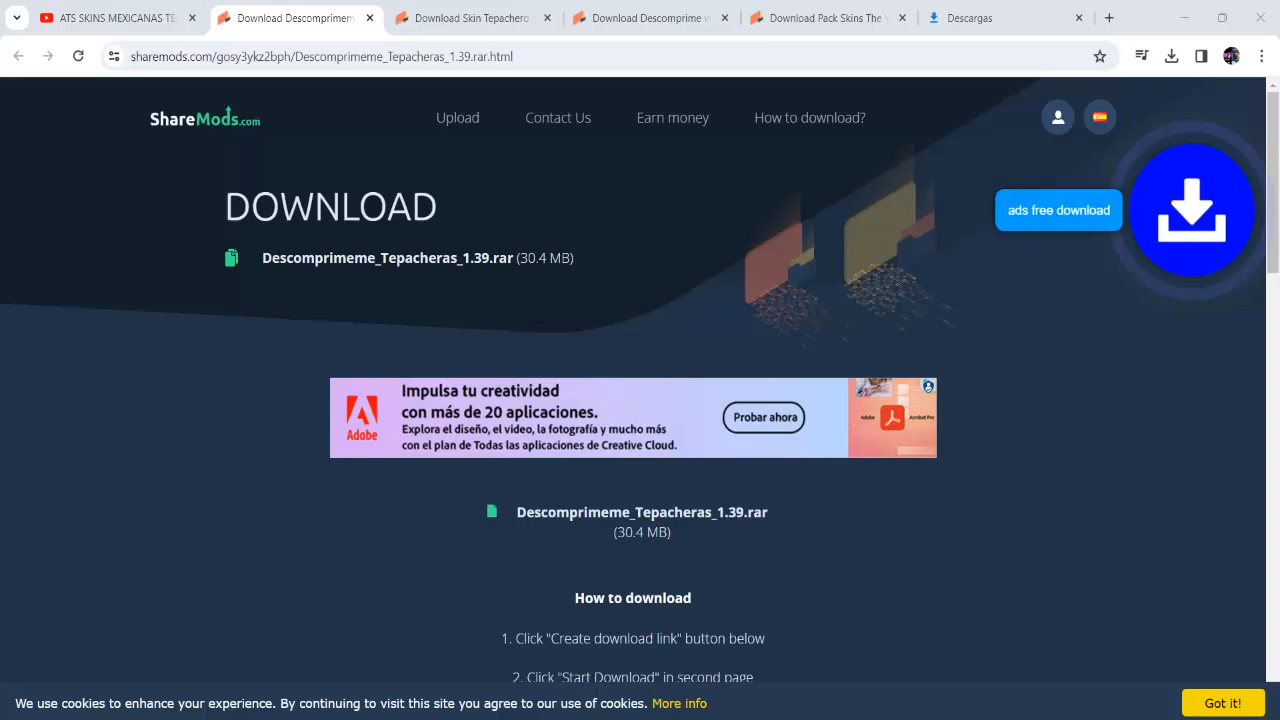 ATS SKINS MEXICANAS TE
Download Descomprimem
Download Skin Tepachero
Download Descomprime w
Download Pack Skins The
Descargas
sharemods.com/gosy3ykz2bph/Descomprimeme_Tepacheras_1.39.rar.html
ShareMods.com
Upload
Contact Us
Earn money
How to download?
DOWNLOAD
ads free download
Descomprimeme_Tepacheras_1.39.rar (30.4 MB)
Adobe
Impulsa tu creatividad
con más de 20 aplicaciones.
Explora el diseño, el video, la fotografía y mucho más
con el plan de Todas las aplicaciones de Creative Cloud.
Probar ahora
Adobe
Acrobat Pro
Descomprimeme_Tepacheras_1.39.rar
(30.4 MB)
How to download
1. Click "Create download link" button below
2. Click "Start Download" in second page
We use cookies to enhance your experience. By continuing to visit this site you agree to our use of cookies. More info
Got it!